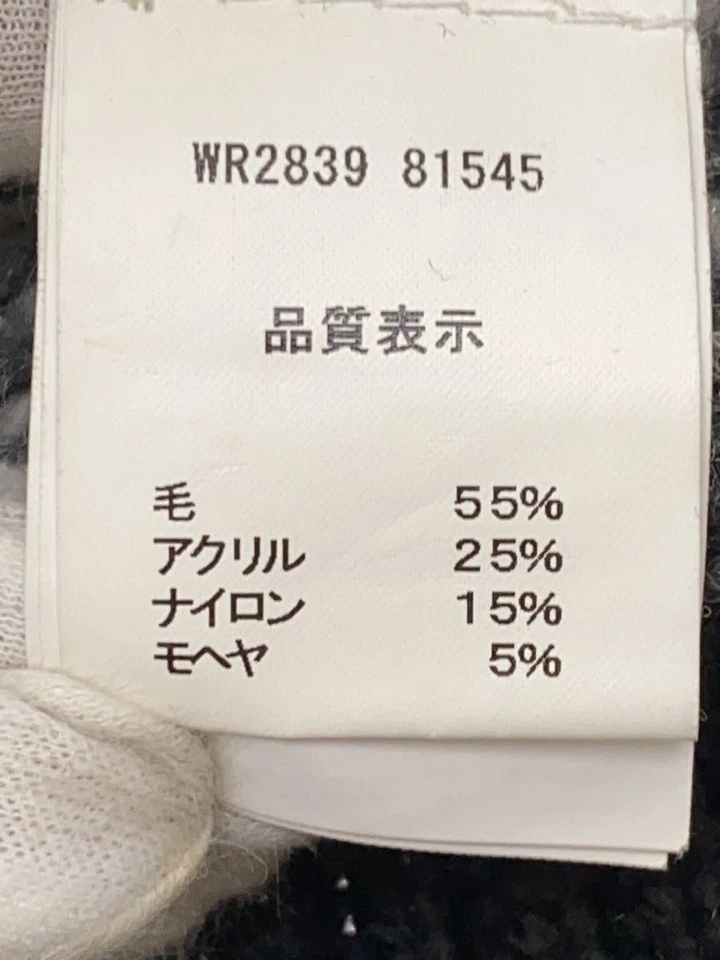 WR2839 81545
品質表示
毛 55%
アクリル 25%
ナイロン 15%
モヘヤ 5%